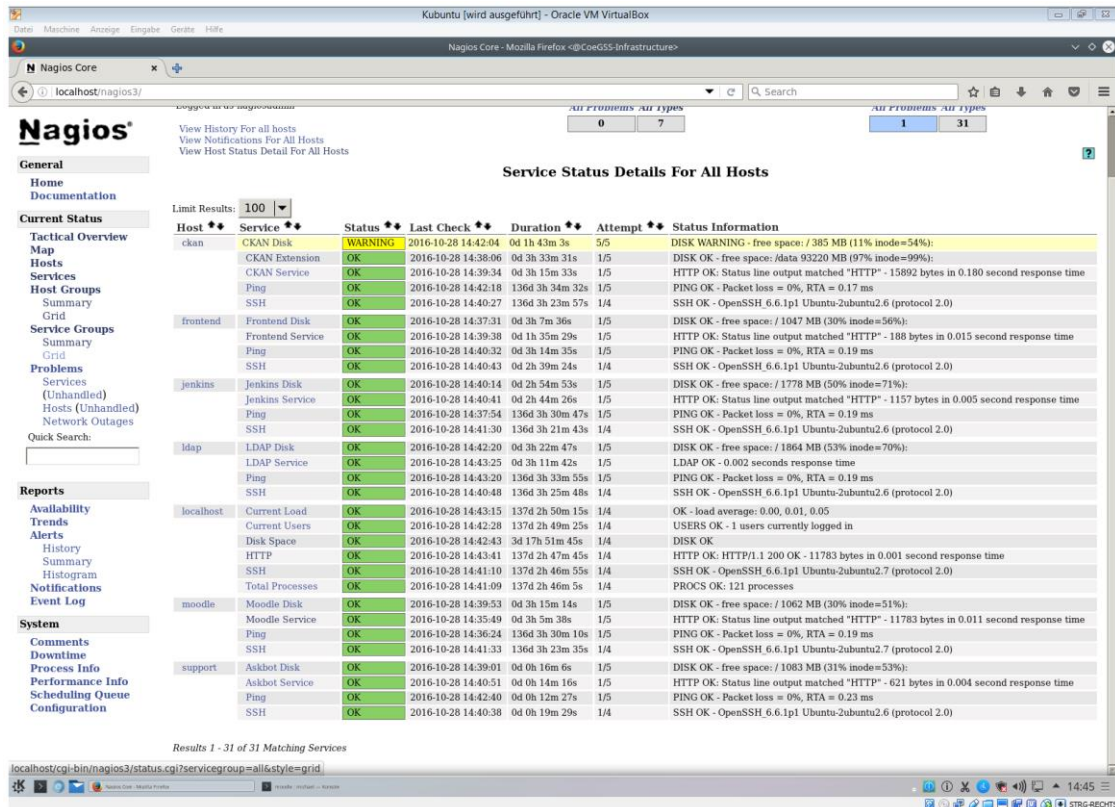 Kubuntu [wird ausgeführt] - Oracle VM VirtualBox
Datei Maschine Anzeige Eingabe Geräte Hilfe
Nagios Core - Mozilla Firefox <@CoeGSS-Infrastructure>
N Nagios Core
localhost/nagios3/
Search
Nagios®
General
Home
Documentation
Current Status
Tactical Overview
Map
Hosts
Services
Host Groups
Summary
Grid
Service Groups
Summary
Grid
Problems
Services
(Unhandled)
Hosts (Unhandled)
Network Outages
Quick Search:
Reports
Availability
Trends
Alerts
History
Summary
Histogram
Notifications
Event Log
System
Comments
Downtime
Process Info
Performance Info
Scheduling Queue
Configuration
Logged in as nagiosadmin
View History For all hosts
View Notifications For All Hosts
View Host Status Detail For All Hosts
All Problems All Types
0 7
All Problems All Types
1 31
?
Service Status Details For All Hosts
Limit Results: 100
Host Service Status Last Check Duration Attempt Status Information
ckan CKAN Disk WARNING 2016-10-28 14:42:04 0d 1h 43m 3s 5/5 DISK WARNING - free space: / 385 MB (11% inode=54%):
CKAN Extension OK 2016-10-28 14:38:06 0d 3h 33m 31s 1/5 DISK OK - free space: /data 93220 MB (97% inode=99%):
CKAN Service OK 2016-10-28 14:39:34 0d 3h 15m 33s 1/5 HTTP OK: Status line output matched "HTTP" - 15892 bytes in 0.180 second response time
Ping OK 2016-10-28 14:42:18 136d 3h 34m 32s 1/5 PING OK - Packet loss = 0%, RTA = 0.17 ms
SSH OK 2016-10-28 14:40:27 136d 3h 23m 57s 1/4 SSH OK - OpenSSH_6.6.1p1 Ubuntu-2ubuntu2.6 (protocol 2.0)
frontend Frontend Disk OK 2016-10-28 14:37:31 0d 3h 7m 36s 1/5 DISK OK - free space: / 1047 MB (30% inode=56%):
Frontend Service OK 2016-10-28 14:39:38 0d 1h 35m 29s 1/5 HTTP OK: Status line output matched "HTTP" - 188 bytes in 0.015 second response time
Ping OK 2016-10-28 14:40:32 0d 3h 14m 35s 1/5 PING OK - Packet loss = 0%, RTA = 0.19 ms
SSH OK 2016-10-28 14:40:43 0d 2h 39m 24s 1/4 SSH OK - OpenSSH_6.6.1p1 Ubuntu-2ubuntu2.6 (protocol 2.0)
jenkins Jenkins Disk OK 2016-10-28 14:40:14 0d 2h 54m 53s 1/5 DISK OK - free space: / 1778 MB (50% inode=71%):
Jenkins Service OK 2016-10-28 14:40:41 0d 2h 44m 26s 1/5 HTTP OK: Status line output matched "HTTP" - 1157 bytes in 0.005 second response time
Ping OK 2016-10-28 14:37:54 136d 3h 30m 47s 1/5 PING OK - Packet loss = 0%, RTA = 0.19 ms
SSH OK 2016-10-28 14:41:30 136d 3h 21m 43s 1/4 SSH OK - OpenSSH_6.6.1p1 Ubuntu-2ubuntu2.6 (protocol 2.0)
ldap LDAP Disk OK 2016-10-28 14:42:20 0d 3h 22m 47s 1/5 DISK OK - free space: / 1864 MB (53% inode=70%):
LDAP Service OK 2016-10-28 14:43:25 0d 3h 11m 42s 1/5 LDAP OK - 0.002 seconds response time
Ping OK 2016-10-28 14:43:20 136d 3h 33m 55s 1/5 PING OK - Packet loss = 0%, RTA = 0.19 ms
SSH OK 2016-10-28 14:40:48 136d 3h 25m 48s 1/4 SSH OK - OpenSSH_6.6.1p1 Ubuntu-2ubuntu2.6 (protocol 2.0)
localhost Current Load OK 2016-10-28 14:43:15 137d 2h 50m 15s 1/4 OK - load average: 0.00, 0.01, 0.05
Current Users OK 2016-10-28 14:42:28 137d 2h 49m 25s 1/4 USERS OK - 1 users currently logged in
Disk Space OK 2016-10-28 14:42:43 3d 17h 51m 45s 1/4 DISK OK
HTTP OK 2016-10-28 14:43:41 137d 2h 47m 45s 1/4 HTTP OK: HTTP/1.1 200 OK - 11783 bytes in 0.001 second response time
SSH OK 2016-10-28 14:41:10 137d 2h 46m 55s 1/4 SSH OK - OpenSSH_6.6.1p1 Ubuntu-2ubuntu2.7 (protocol 2.0)
Total Processes OK 2016-10-28 14:41:09 137d 2h 46m 5s 1/4 PROCS OK: 121 processes
moodle Moodle Disk OK 2016-10-28 14:39:53 0d 3h 15m 14s 1/5 DISK OK - free space: / 1062 MB (30% inode=51%):
Moodle Service OK 2016-10-28 14:35:49 0d 3h 5m 38s 1/5 HTTP OK: Status line output matched "HTTP" - 11783 bytes in 0.011 second response time
Ping OK 2016-10-28 14:36:24 136d 3h 30m 10s 1/5 PING OK - Packet loss = 0%, RTA = 0.19 ms
SSH OK 2016-10-28 14:41:33 136d 3h 23m 35s 1/4 SSH OK - OpenSSH_6.6.1p1 Ubuntu-2ubuntu2.7 (protocol 2.0)
support Askbot Disk OK 2016-10-28 14:39:01 0d 0h 16m 6s 1/5 DISK OK - free space: / 1083 MB (31% inode=53%):
Askbot Service OK 2016-10-28 14:40:51 0d 0h 14m 16s 1/5 HTTP OK: Status line output matched "HTTP" - 621 bytes in 0.004 second response time
Ping OK 2016-10-28 14:42:40 0d 0h 12m 27s 1/5 PING OK - Packet loss = 0%, RTA = 0.23 ms
SSH OK 2016-10-28 14:40:38 0d 0h 19m 29s 1/4 SSH OK - OpenSSH_6.6.1p1 Ubuntu-2ubuntu2.6 (protocol 2.0)
Results 1 - 31 of 31 Matching Services
localhost/cgi-bin/nagios3/status.cgi?servicegroup=all&style=grid
Nagios Core - Mozilla Firefox
14:45
STRG-RECHTS